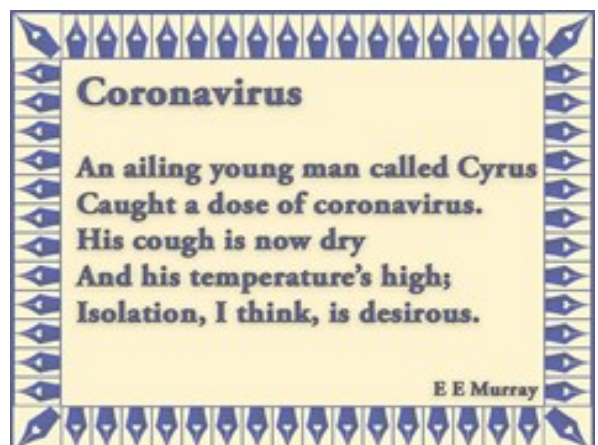 Coronavirus
An ailing young man called Cyrus
Caught a dose of coronavirus.
His cough is now dry
And his temperature's high;
Isolation, I think, is desirous.
E E Murray